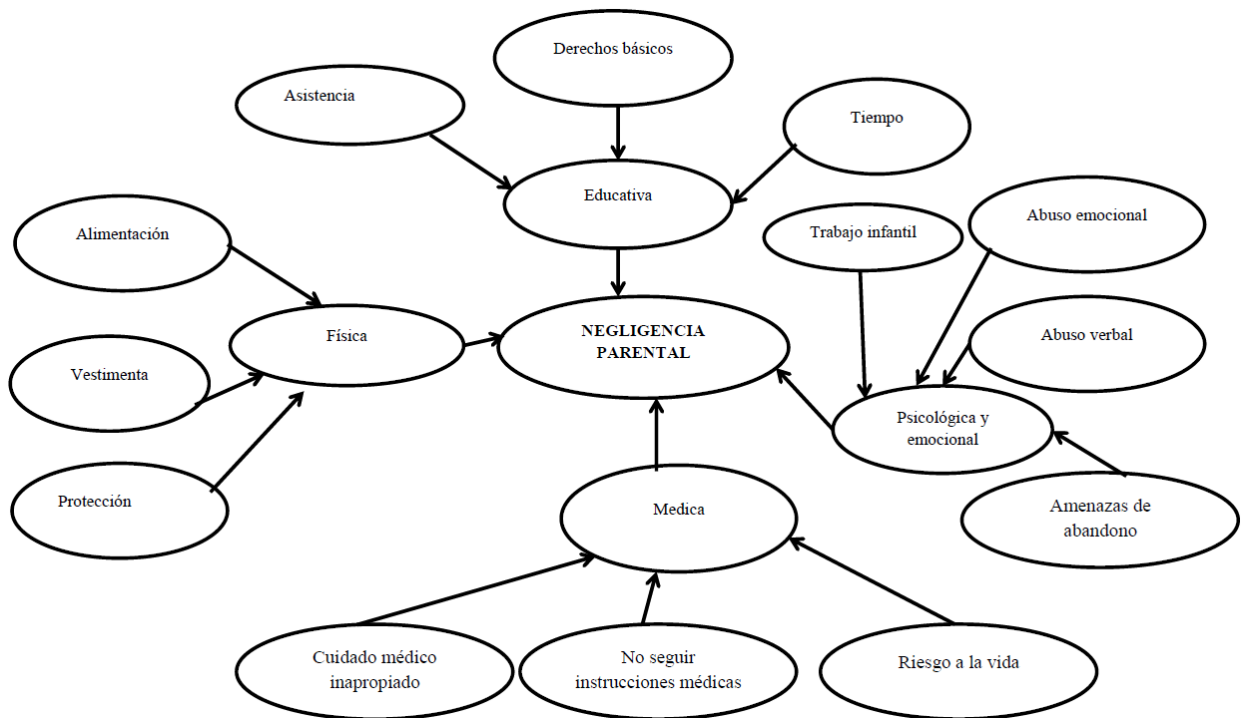 Derechos básicos
Asistencia
Tiempo
Educativa
Abuso emocional
Trabajo infantil
Alimentación
Física
NEGLIGENCIA
PARENTAL
Abuso verbal
Vestimenta
Psicológica y
emocional
Protección
Medica
Amenazas de
abandono
Cuidado médico
inapropiado
No seguir
instrucciones médicas
Riesgo a la vida